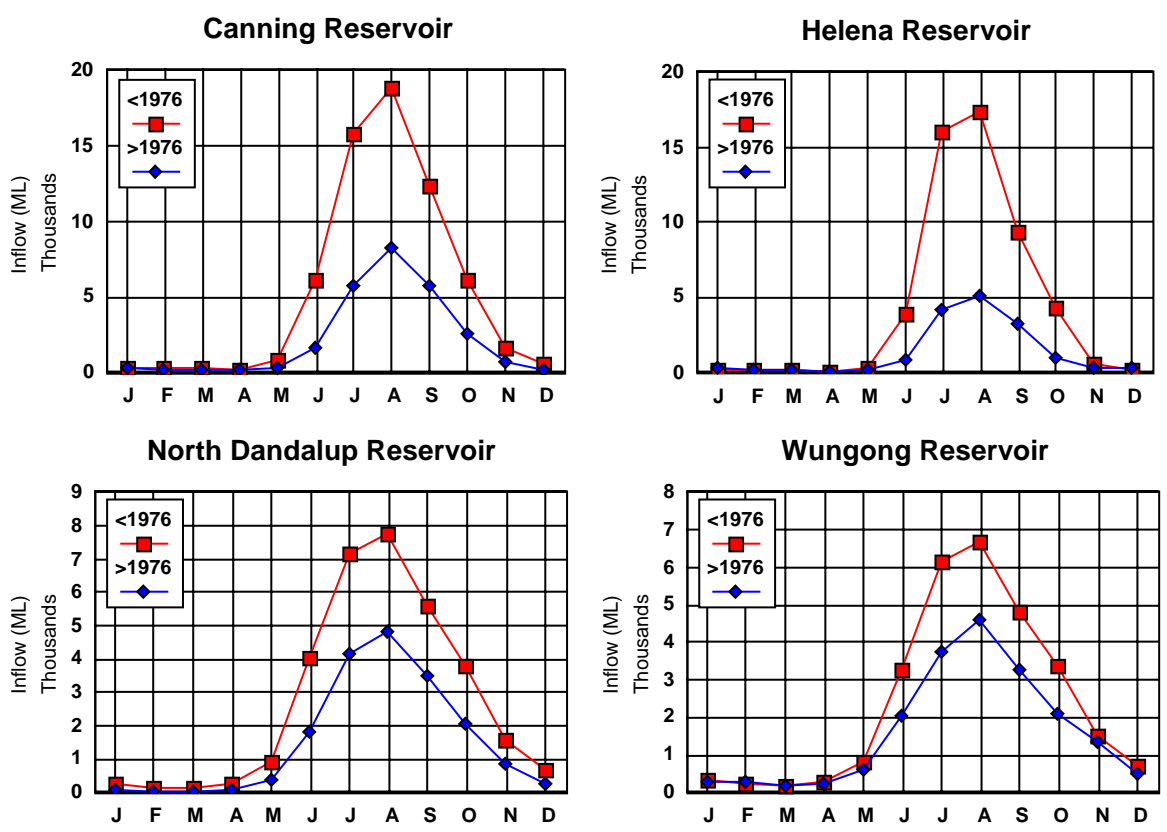 Canning Reservoir
Inflow (ML)
Thousands
20
15
10
5
0
<1976
>1976
J F M A M J J A S O N D
Helena Reservoir
Inflow (ML)
Thousands
20
15
10
5
0
<1976
>1976
J F M A M J J A S O N D
North Dandalup Reservoir
Inflow (ML)
Thousands
9
8
7
6
5
4
3
2
1
0
<1976
>1976
J F M A M J J A S O N D
Wungong Reservoir
Inflow (ML)
Thousands
8
7
6
5
4
3
2
1
0
<1976
>1976
J F M A M J J A S O N D